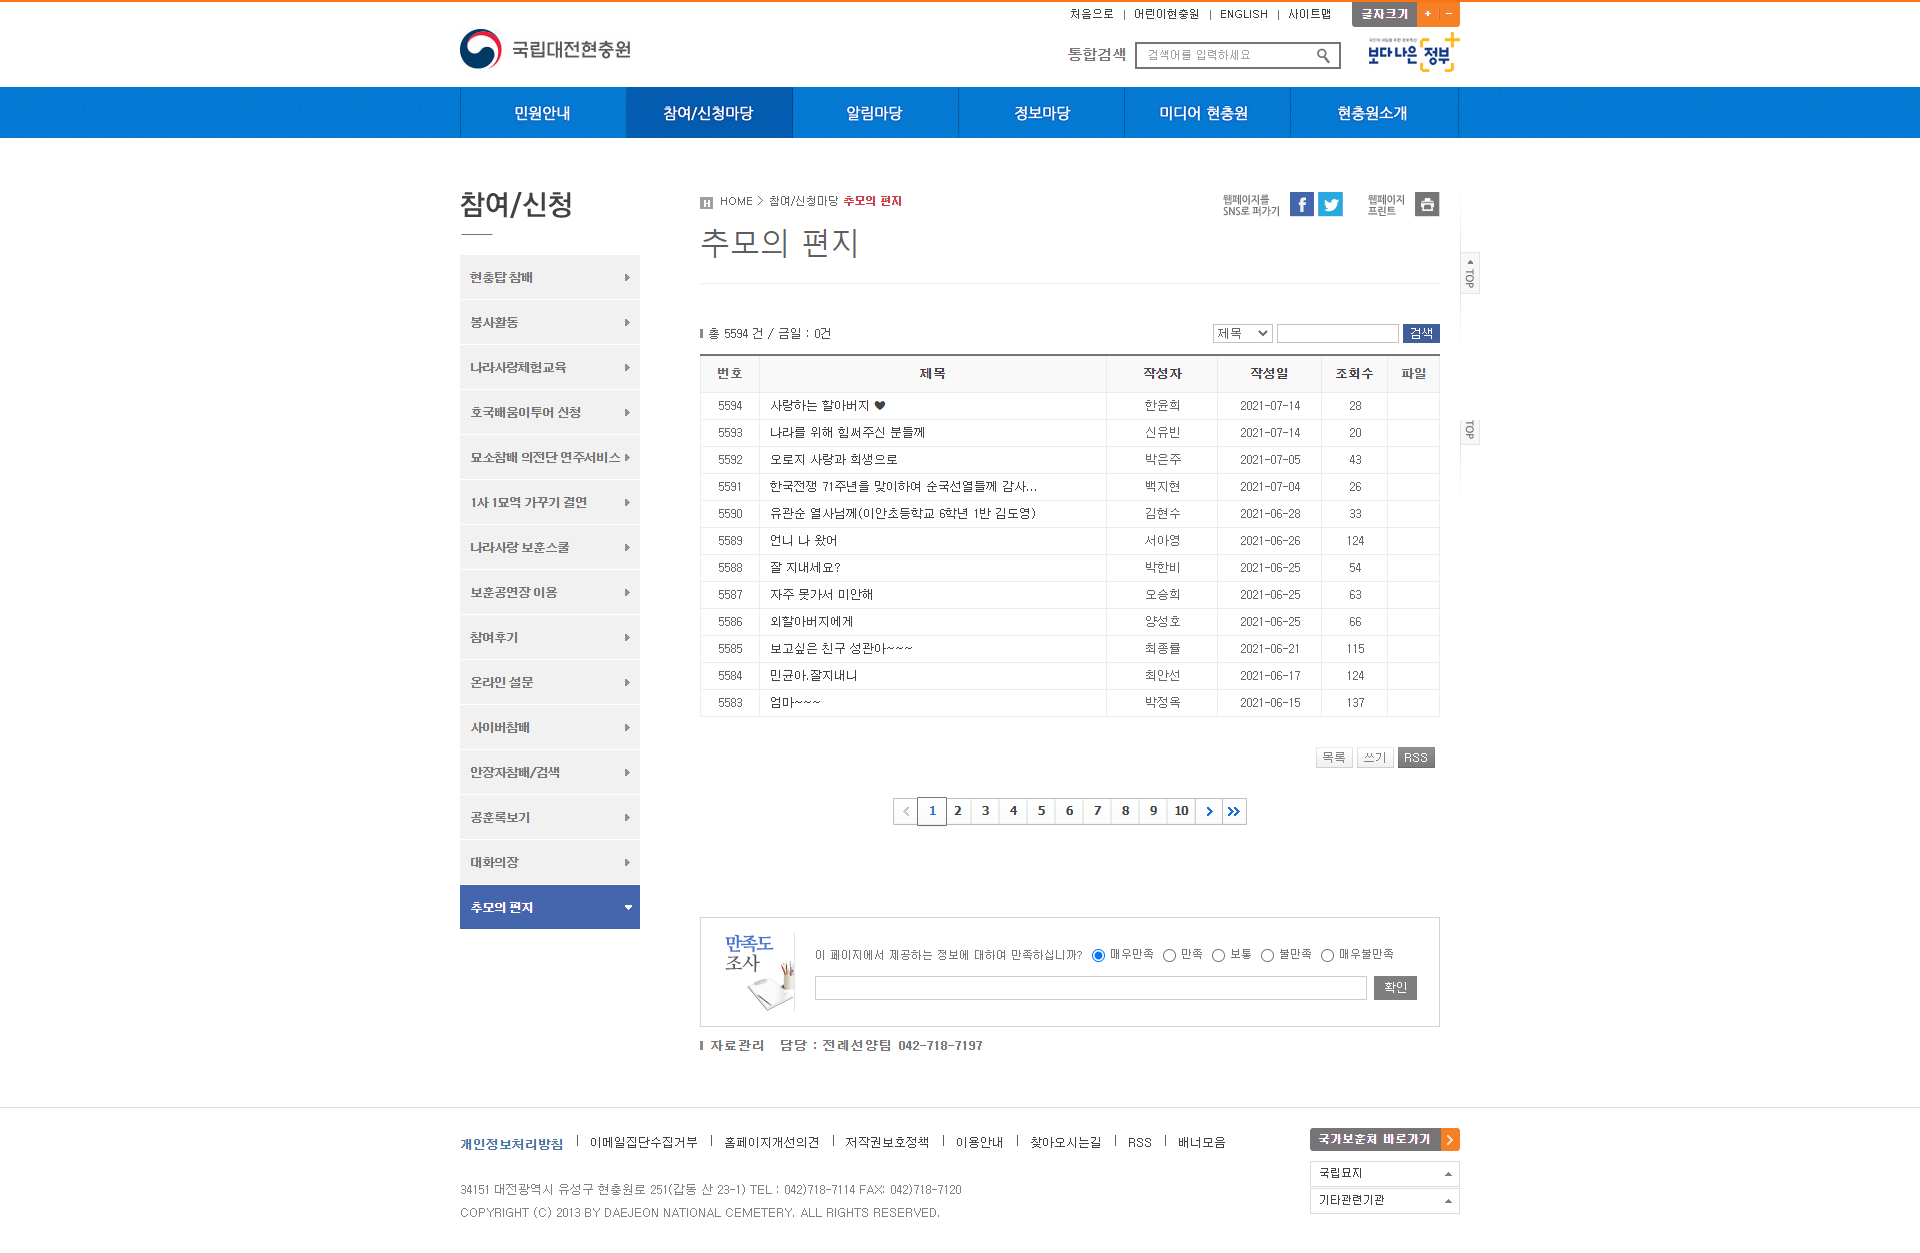 처음으로 | 어린이현충원 | ENGLISH | 사이트맵 글자크기 + -
국립대전현충원
통합검색 검색어를 입력하세요
국민의 내일을 위한 정부혁신
보다나은 정부
민원안내 참여/신청마당 알림마당 정보마당 미디어 현충원 현충원소개
참여/신청
현충탑 참배
봉사활동
나라사랑체험교육
호국배움이투어 신청
묘소참배 의전단 연주서비스
1사 1묘역 가꾸기 결연
나라사랑 보훈스쿨
보훈공연장 이용
참여후기
온라인 설문
사이버참배
안장자참배/검색
공훈록보기
대화의장
추모의 편지
H HOME > 참여/신청마당 추모의 편지
웹페이지를
SNS로 퍼가기
웹페이지
프린트
추모의 편지
TOP
TOP
총 5594 건 / 금일 : 0건
제목 검색
번호 제목 작성자 작성일 조회수 파일
5594 사랑하는 할아버지 ♥ 한윤희 2021-07-14 28
5593 나라를 위해 힘써주신 분들께 신유빈 2021-07-14 20
5592 오로지 사랑과 희생으로 박은주 2021-07-05 43
5591 한국전쟁 71주년을 맞이하여 순국선열들께 감사... 백지현 2021-07-04 26
5590 유관순 열사님께(이안초등학교 6학년 1반 김도영) 김현수 2021-06-28 33
5589 언니 나 왔어 서아영 2021-06-26 124
5588 잘 지내세요? 박한비 2021-06-25 54
5587 자주 못가서 미안해 오승희 2021-06-25 63
5586 외할아버지에게 양성호 2021-06-25 66
5585 보고싶은 친구 성관아~~~ 최종률 2021-06-21 115
5584 민균아.잘지내니 최안선 2021-06-17 124
5583 엄마~~~ 박정옥 2021-06-15 137
목록 쓰기 RSS
< 1 2 3 4 5 6 7 8 9 10 > >>
만족도
조사
이 페이지에서 제공하는 정보에 대하여 만족하십니까? 매우만족 만족 보통 불만족 매우불만족
확인
자료관리 담당 : 전례선양팀 042-718-7197
개인정보처리방침 | 이메일집단수집거부 | 홈페이지개선의견 | 저작권보호정책 | 이용안내 | 찾아오시는길 | RSS | 배너모음
국가보훈처 바로가기
국립묘지
기타관련기관
34151 대전광역시 유성구 현충원로 251(갑동 산 23-1) TEL : 042)718-7114 FAX: 042)718-7120
COPYRIGHT (C) 2013 BY DAEJEON NATIONAL CEMETERY. ALL RIGHTS RESERVED.